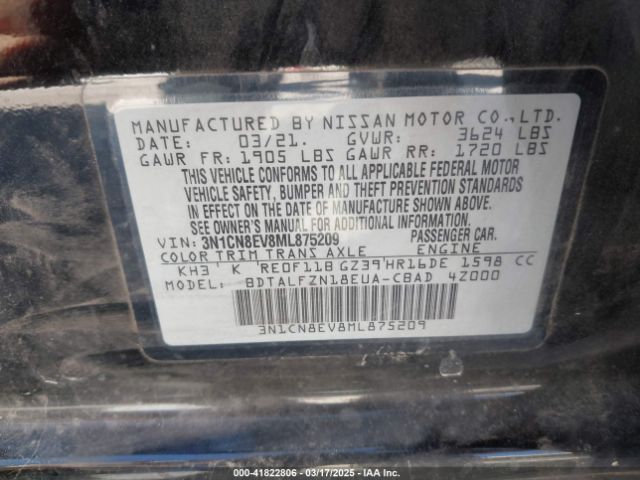 MANUFACTURED BY NISSAN MOTOR CO., LTD.
DATE: 03/21. GVWR: 3624 LBS
GAWR FR: 1905 LBS GAWR RR: 1720 LBS
THIS VEHICLE CONFORMS TO ALL APPLICABLE FEDERAL MOTOR
VEHICLE SAFETY, BUMPER AND THEFT PREVENTION STANDARDS
IN EFFECT ON THE DATE OF MANUFACTURE SHOWN ABOVE.
SEE OWNER'S MANUAL FOR ADDITIONAL INFORMATION.
VIN: 3N1CN8EV8ML875209 PASSENGER CAR.
COLOR TRIM TRANS AXLE ENGINE
KH3 K RE0F11B GZ39 HR16DE 1598 CC
MODEL: BDTALFZN18EUA-CBAD 4Z000
3N1CN8EV8ML875209
000-41822806 - 03/17/2025 - IAA Inc.